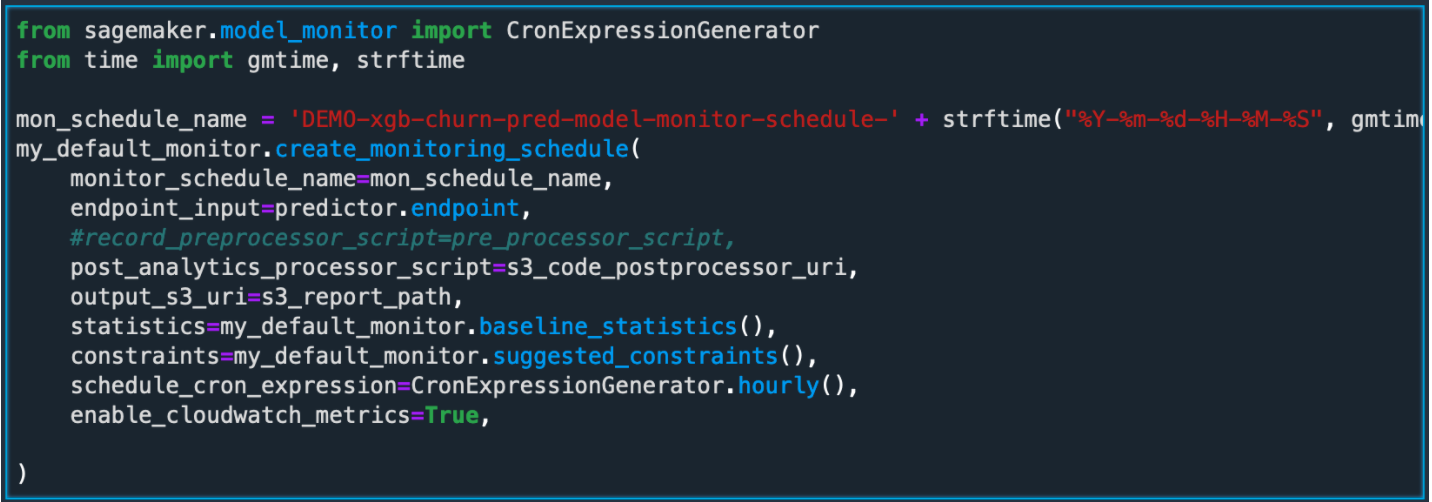 from sagemaker.model_monitor import CronExpressionGenerator
from time import gmtime, strftime
mon_schedule_name = 'DEMO-xgb-churn-pred-model-monitor-schedule-' + strftime("%Y-%m-%d-%H-%M-%S", gmtim
my_default_monitor.create_monitoring_schedule(
    monitor_schedule_name=mon_schedule_name,
    endpoint_input=predictor.endpoint,
    #record_preprocessor_script=pre_processor_script,
    post_analytics_processor_script=s3_code_postprocessor_uri,
    output_s3_uri=s3_report_path,
    statistics=my_default_monitor.baseline_statistics(),
    constraints=my_default_monitor.suggested_constraints(),
    schedule_cron_expression=CronExpressionGenerator.hourly(),
    enable_cloudwatch_metrics=True,
)